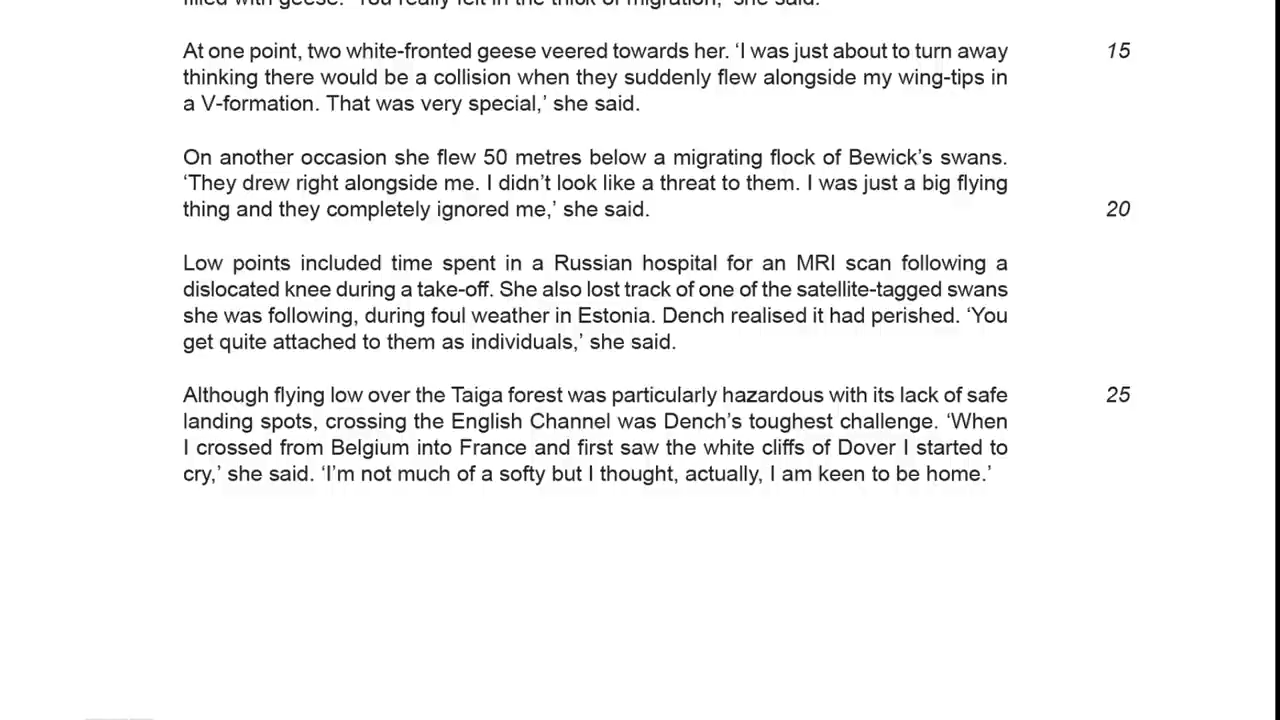 filled with geese. 'You really felt in the thick of migration,' she said.
At one point, two white-fronted geese veered towards her. 'I was just about to turn away 15
thinking there would be a collision when they suddenly flew alongside my wing-tips in
a V-formation. That was very special,' she said.
On another occasion she flew 50 metres below a migrating flock of Bewick's swans.
'They drew right alongside me. I didn't look like a threat to them. I was just a big flying
thing and they completely ignored me,' she said. 20
Low points included time spent in a Russian hospital for an MRI scan following a
dislocated knee during a take-off. She also lost track of one of the satellite-tagged swans
she was following, during foul weather in Estonia. Dench realised it had perished. 'You
get quite attached to them as individuals,' she said.
Although flying low over the Taiga forest was particularly hazardous with its lack of safe 25
landing spots, crossing the English Channel was Dench's toughest challenge. 'When
I crossed from Belgium into France and first saw the white cliffs of Dover I started to
cry,' she said. 'I'm not much of a softy but I thought, actually, I am keen to be home.'